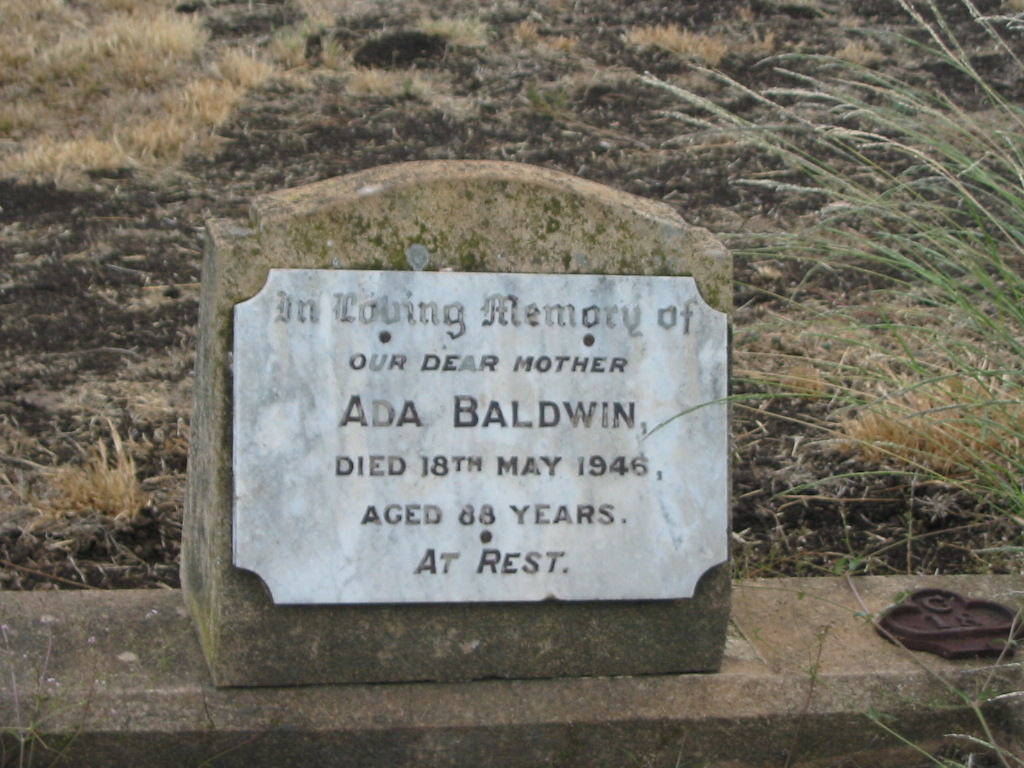 In Loving Memory of
OUR DEAR MOTHER
ADA BALDWIN,
DIED 18TH MAY 1946,
AGED 88 YEARS.
AT REST.
C